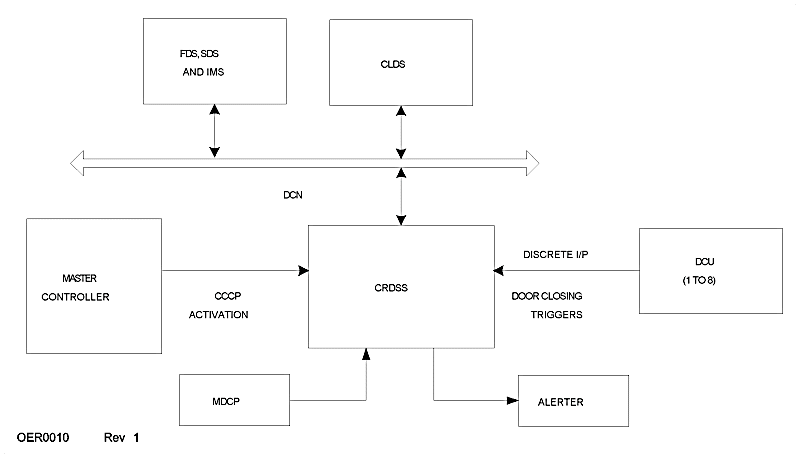 FDS, SDS
AND IMS
CLDS
DCN
MASTER
CONTROLLER
CCCP
ACTIVATION
CRDSS
DISCRETE I/P
DOOR CLOSING
TRIGGERS
DCU
(1 TO 8)
MDCP
ALERTER
OER0010 Rev 1